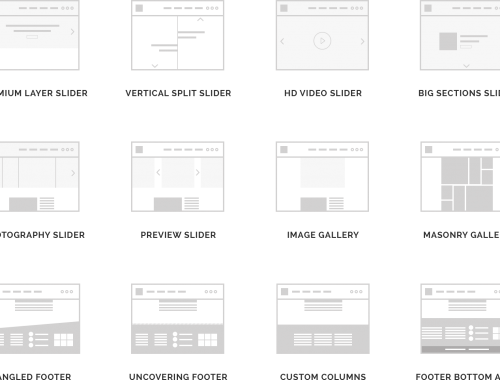 MIUM LAYER SLIDER
VERTICAL SPLIT SLIDER
HD VIDEO SLIDER
BIG SECTIONS SLI
OTOGRAPHY SLIDER
PREVIEW SLIDER
IMAGE GALLERY
MASONRY GALLE
ANGLED FOOTER
UNCOVERING FOOTER
CUSTOM COLUMNS
FOOTER BOTTOM A